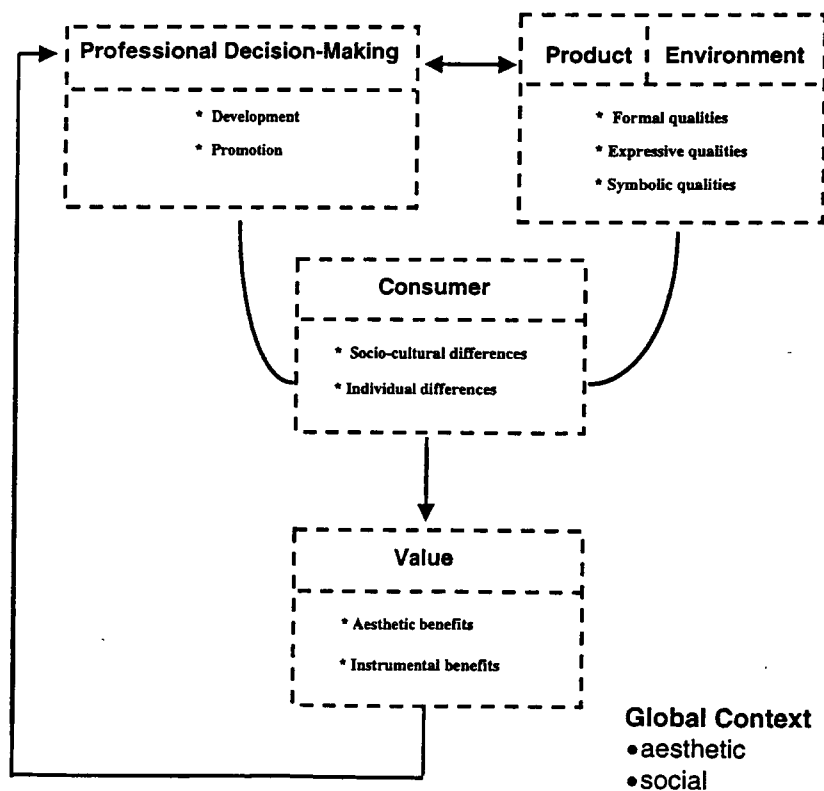 Professional Decision-Making
* Development
* Promotion
Product Environment
* Formal qualities
* Expressive qualities
* Symbolic qualities
Consumer
* Socio-cultural differences
* Individual differences
Value
* Aesthetic benefits
* Instrumental benefits
Global Context
•aesthetic
•social